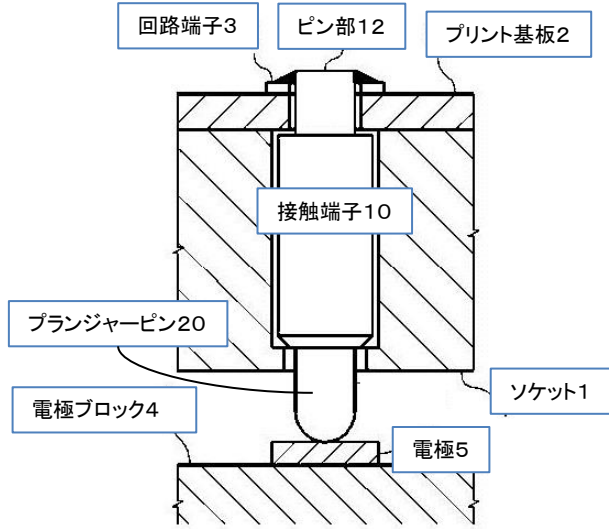 回路端子3
ピン部12
プリント基板2
接触端子10
プランジャーピン20
ソケット1
電極ブロック4
電極5